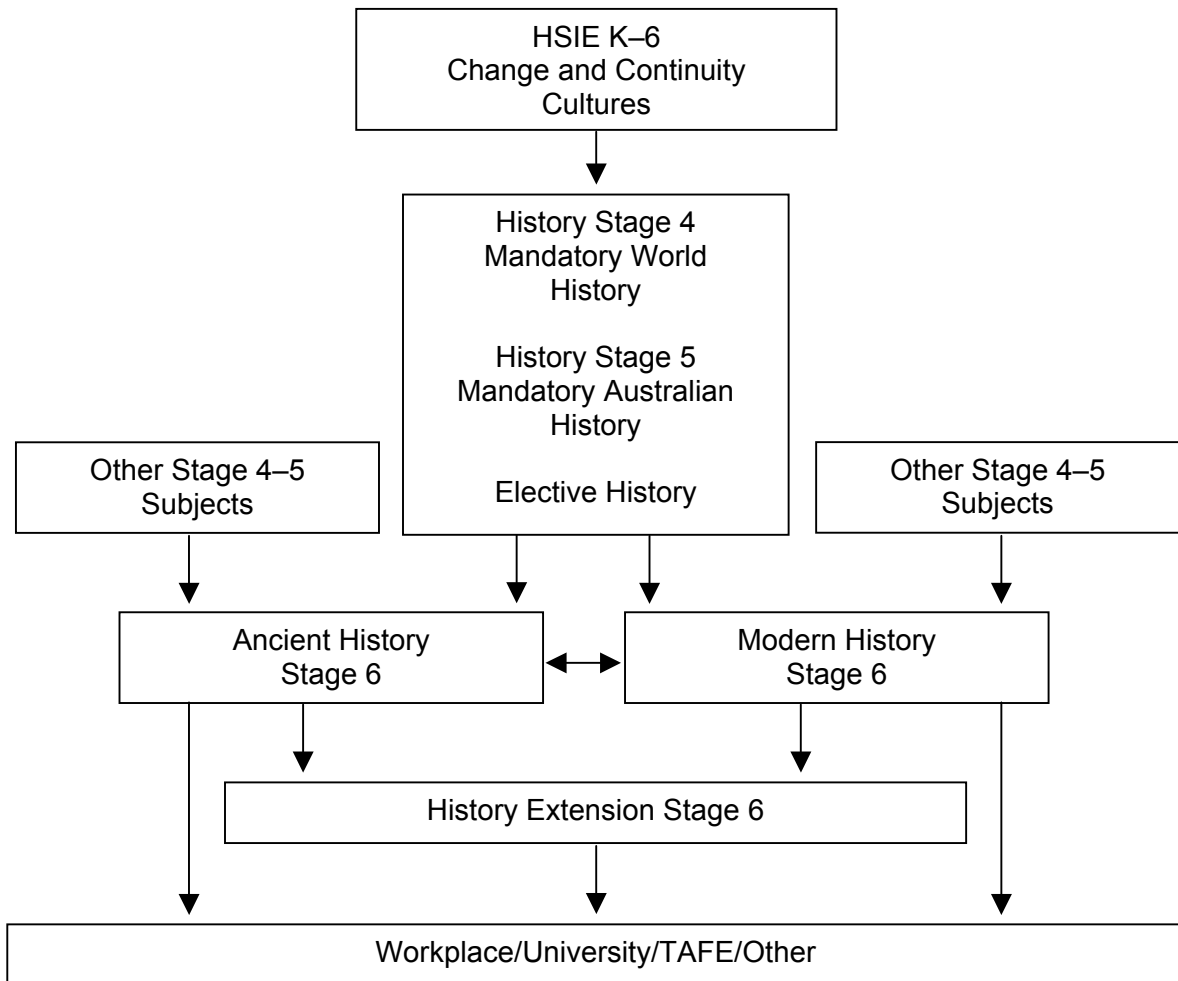 HSIE K–6
Change and Continuity
Cultures
History Stage 4
Mandatory World
History
History Stage 5
Mandatory Australian
History
Elective History
Other Stage 4–5
Subjects
Other Stage 4–5
Subjects
Ancient History
Stage 6
Modern History
Stage 6
History Extension Stage 6
Workplace/University/TAFE/Other